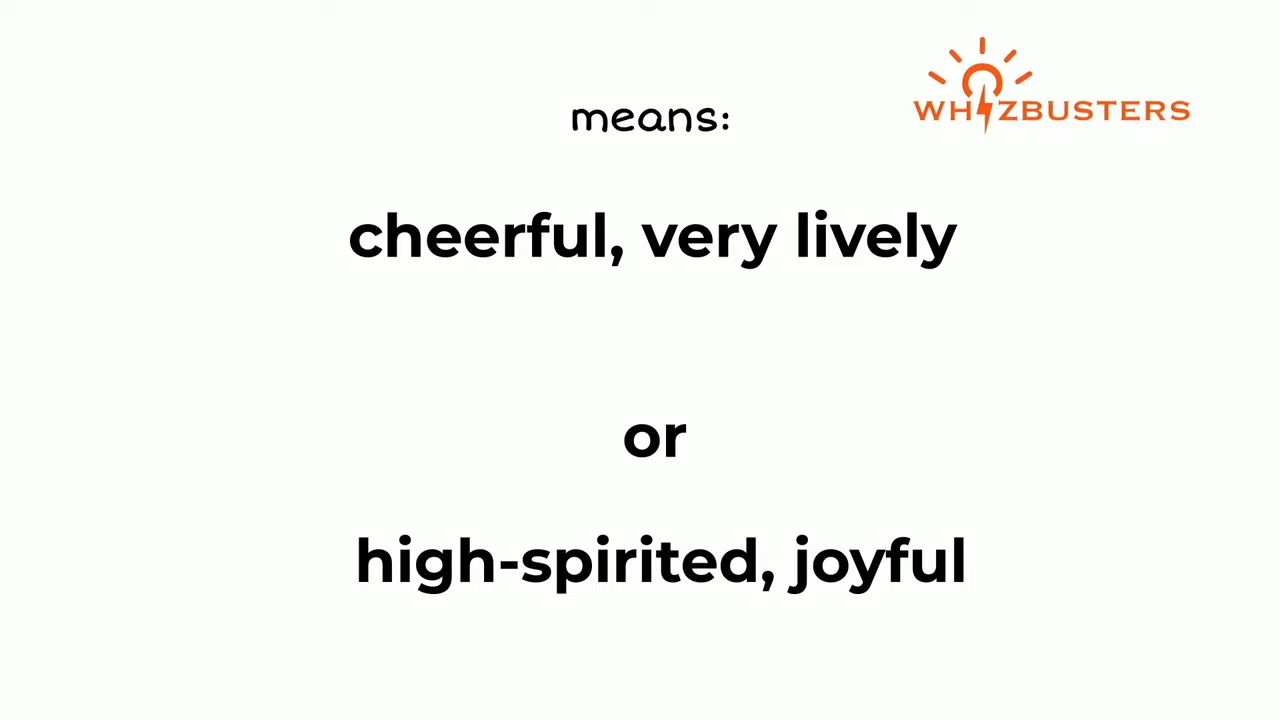 WHIZBUSTERS
means:
cheerful, very lively
or
high-spirited, joyful